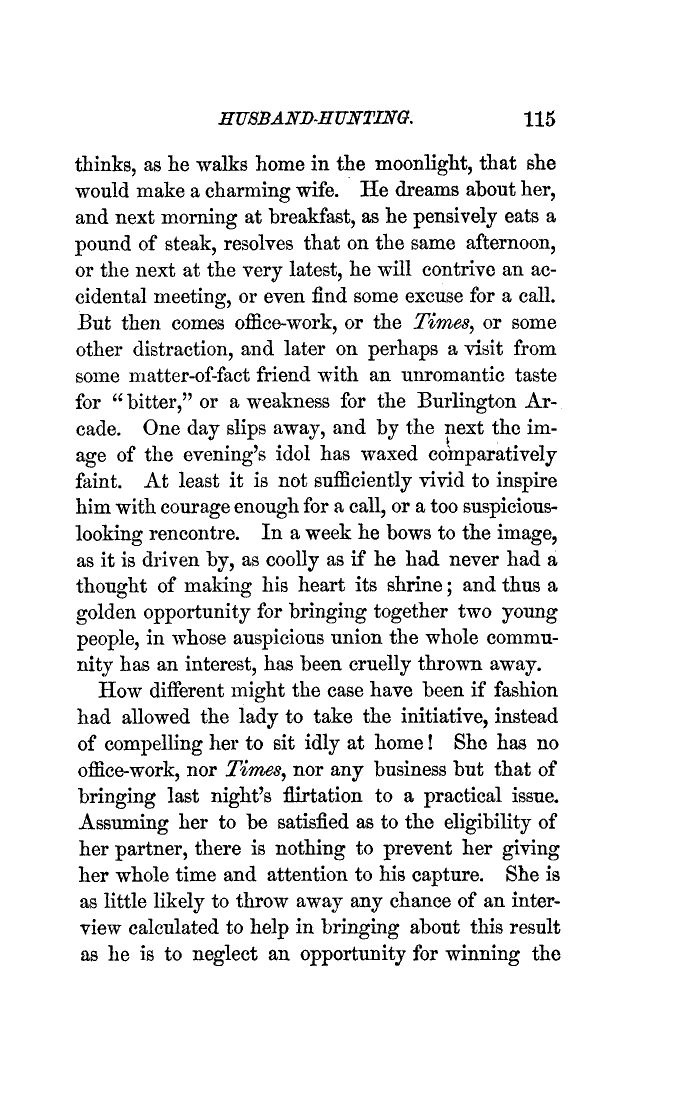 HUSBAND-HUNTING. 115
thinks, as he walks home in the moonlight, that she
would make a charming wife. He dreams about her,
and next morning at breakfast, as he pensively eats a
pound of steak, resolves that on the same afternoon,
or the next at the very latest, he will contrive an ac-
cidental meeting, or even find some excuse for a call.
But then comes office-work, or the Times, or some
other distraction, and later on perhaps a visit from
some matter-of-fact friend with an unromantic taste
for “bitter,” or a weakness for the Burlington Ar-
cade. One day slips away, and by the next the im-
age of the evening’s idol has waxed comparatively
faint. At least it is not sufficiently vivid to inspire
him with courage enough for a call, or a too suspicious-
looking rencontre. In a week he bows to the image,
as it is driven by, as coolly as if he had never had a
thought of making his heart its shrine; and thus a
golden opportunity for bringing together two young
people, in whose auspicious union the whole commu-
nity has an interest, has been cruelly thrown away.
How different might the case have been if fashion
had allowed the lady to take the initiative, instead
of compelling her to sit idly at home! She has no
office-work, nor Times, nor any business but that of
bringing last night’s flirtation to a practical issue.
Assuming her to be satisfied as to the eligibility of
her partner, there is nothing to prevent her giving
her whole time and attention to his capture. She is
as little likely to throw away any chance of an inter-
view calculated to help in bringing about this result
as he is to neglect an opportunity for winning the